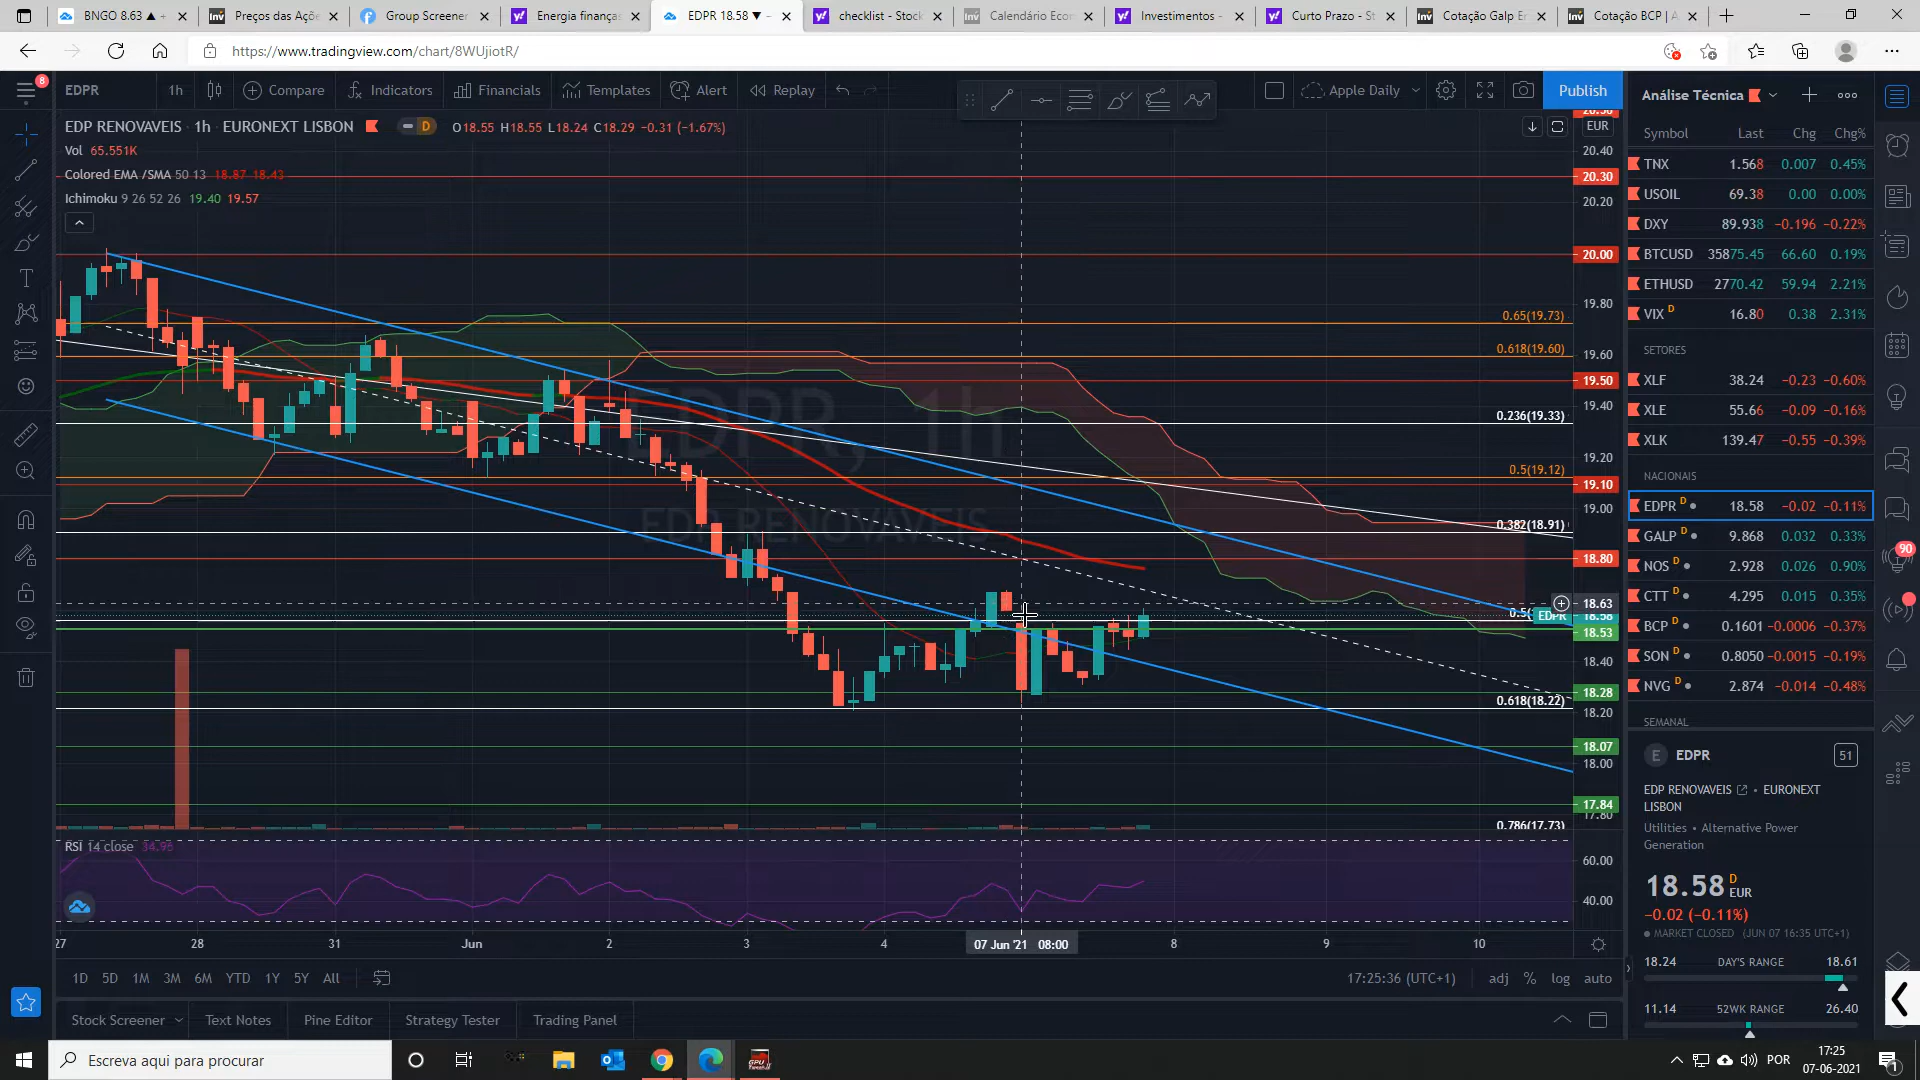 BNGO 8.63 ▲ +
Preços das Açõe
Group Screener
Energia finança
EDPR 18.58 ▼ −
checklist - Stock
Calendário Econ
Investimentos -
Curto Prazo - St
Cotação Galp E
Cotação BCP | A
https://www.tradingview.com/chart/8WUjiotR/
8
EDPR
1h
Compare
Indicators
Financials
Templates
Alert
Replay
Apple Daily
Publish
Análise Técnica
EDP RENOVAVEIS · 1h · EURONEXT LISBON
D
O18.55 H18.55 L18.24 C18.29 −0.31 (−1.67%)
Vol 65.551K
Colored EMA /SMA 50 13 18.87 18.43
Ichimoku 9 26 52 26 19.40 19.57
EUR
EDPR, 1h
EDP RENOVAVEIS
20.40
20.30
20.20
20.00
19.80
19.60
19.50
19.40
19.20
19.10
19.00
18.80
18.63
18.58
18.53
18.40
18.28
18.20
18.07
18.00
17.84
17.80
0.65(19.73)
0.618(19.60)
0.236(19.33)
0.5(19.12)
0.382(18.91)
EDPR
0.618(18.22)
0.786(17.73)
RSI 14 close 34.95
60.00
40.00
27
28
31
Jun
2
3
4
07 Jun '21 08:00
8
9
10
1D
5D
1M
3M
6M
YTD
1Y
5Y
All
17:25:36 (UTC+1)
adj
%
log
auto
Stock Screener
Text Notes
Pine Editor
Strategy Tester
Trading Panel
Symbol Last Chg Chg%
TNX 1.568 0.007 0.45%
USOIL 69.38 0.00 0.00%
DXY 89.938 −0.196 −0.22%
BTCUSD 35875.45 66.60 0.19%
ETHUSD 2770.42 59.94 2.21%
VIX D 16.80 0.38 2.31%
SETORES
XLF 38.24 −0.23 −0.60%
XLE 55.66 −0.09 −0.16%
XLK 139.47 −0.55 −0.39%
NACIONAIS
EDPR D 18.58 −0.02 −0.11%
GALP D 9.868 0.032 0.33%
NOS D 2.928 0.026 0.90%
CTT D 4.295 0.015 0.35%
BCP D 0.1601 −0.0006 −0.37%
SON D 0.8050 −0.0015 −0.19%
NVG D 2.874 −0.014 −0.48%
SEMANAL
E EDPR 51
EDP RENOVAVEIS • EURONEXT
LISBON
Utilities • Alternative Power
Generation
18.58 D EUR
−0.02 (−0.11%)
MARKET CLOSED (JUN 07 16:35 UTC+1)
18.24 DAY'S RANGE 18.61
11.14 52WK RANGE 26.40
90
Escreva aqui para procurar
POR
17:25
07-06-2021
1